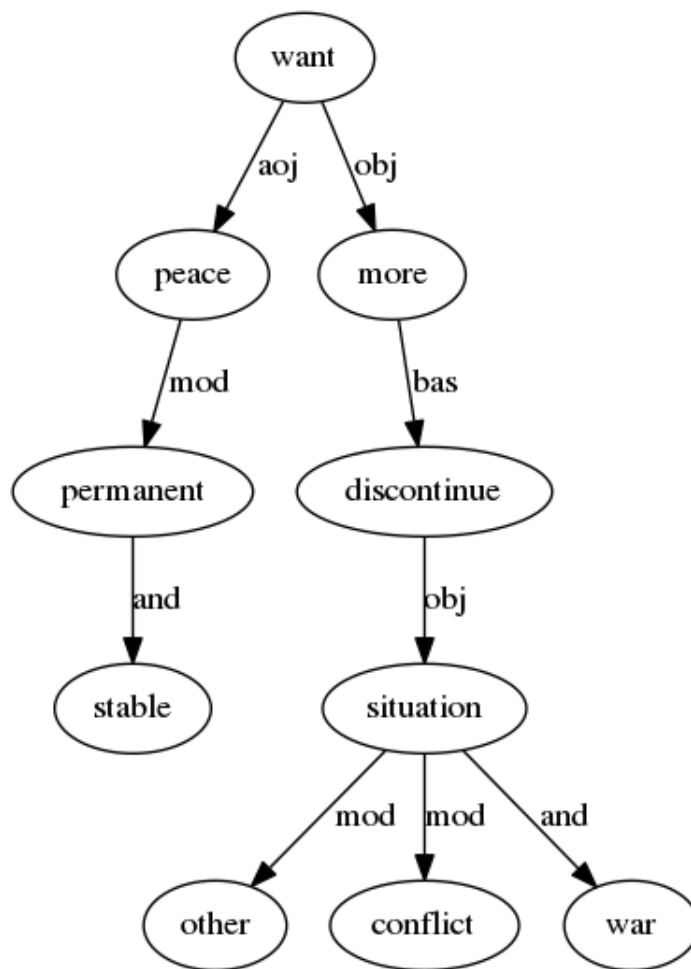 want
aoj obj
peace more
mod bas
permanent discontinue
and obj
stable situation
mod mod and
other conflict war